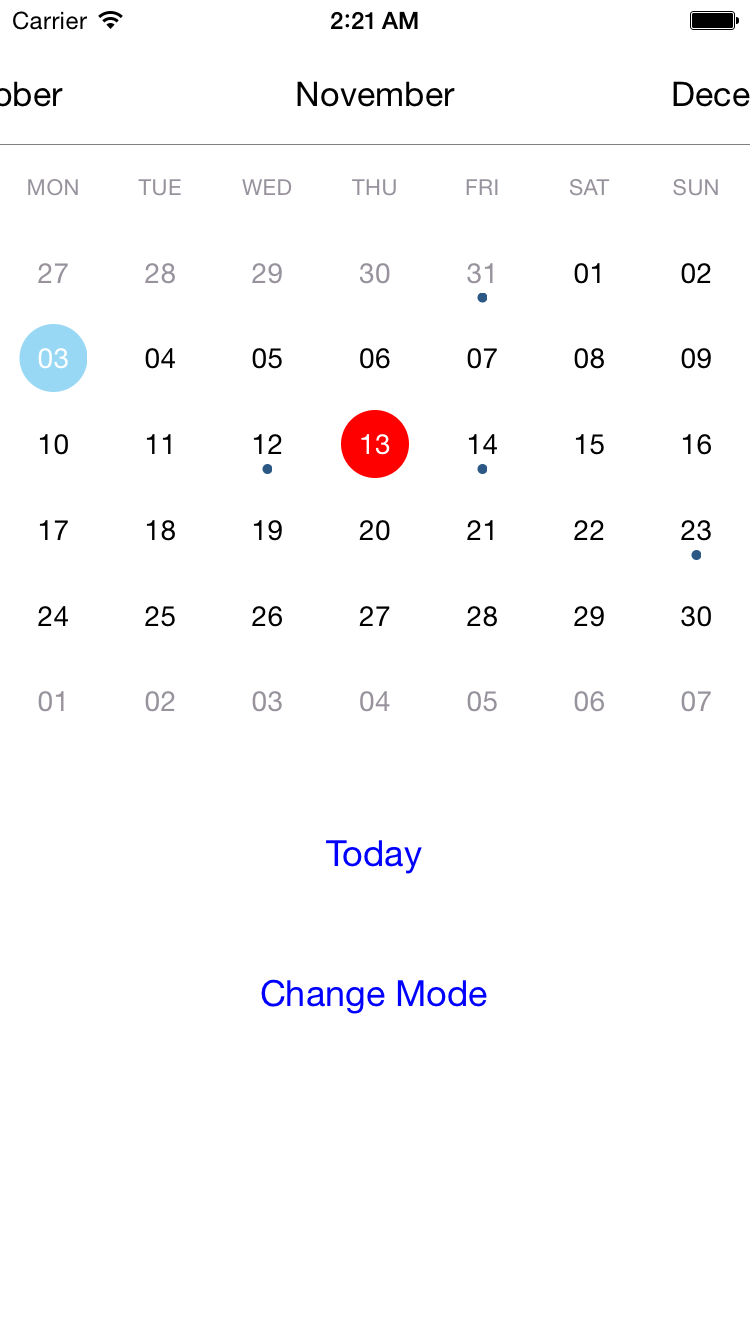 Carrier 2:21 AM
ober November Dece
MON TUE WED THU FRI SAT SUN
27 28 29 30 31 01 02
03 04 05 06 07 08 09
10 11 12 13 14 15 16
17 18 19 20 21 22 23
24 25 26 27 28 29 30
01 02 03 04 05 06 07
Today
Change Mode